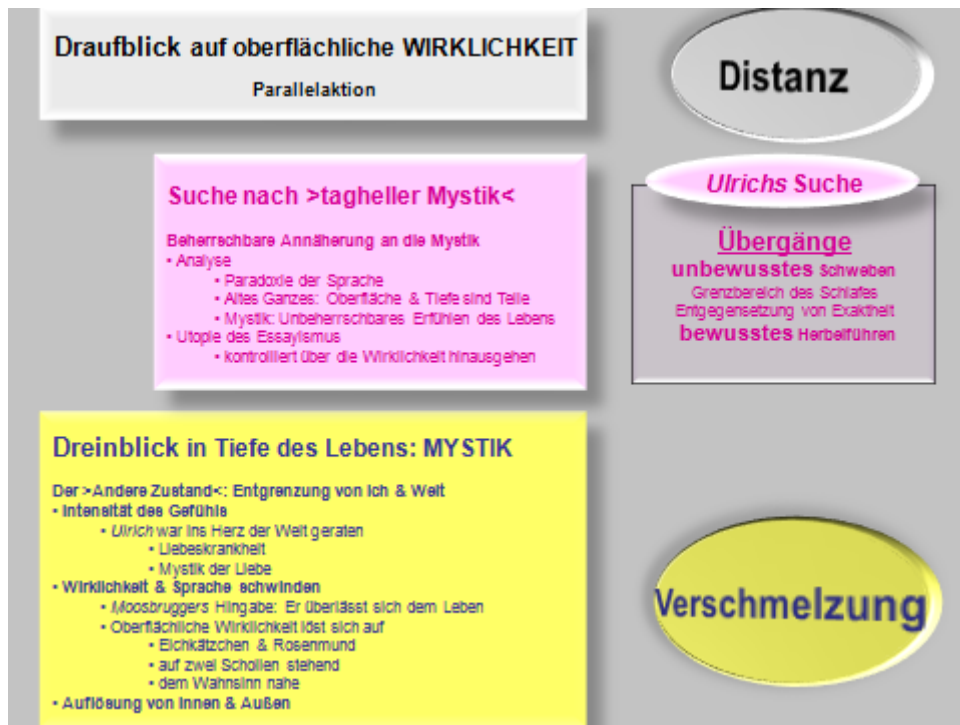 Draufblick auf oberflächliche WIRKLICHKEIT
Parallelaktion
Distanz
Suche nach >tagheller Mystik<
Beherrschbare Annäherung an die Mystik
• Analyse
• Paradoxie der Sprache
• Altes Ganzes: Oberfläche & Tiefe sind Teile
• Mystik: Unbeherrschbares Erfühlen des Lebens
• Utopie des Essayismus
• kontrolliert über die Wirklichkeit hinausgehen
Ulrichs Suche
Übergänge
unbewusstes Schweben
Grenzbereich des Schlafes
Entgegensetzung von Exaktheit
bewusstes Herbeiführen
Dreinblick in Tiefe des Lebens: MYSTIK
Der >Andere Zustand<: Entgrenzung von Ich & Welt
• Intensität des Gefühls
• Ulrich war ins Herz der Welt geraten
• Liebeskrankheit
• Mystik der Liebe
• Wirklichkeit & Sprache schwinden
• Moosbruggers Hingabe: Er überlässt sich dem Leben
• Oberflächliche Wirklichkeit löst sich auf
• Eichkätzchen & Rosenmund
• auf zwei Schollen stehend
• dem Wahnsinn nahe
• Auflösung von Innen & Außen
Verschmelzung